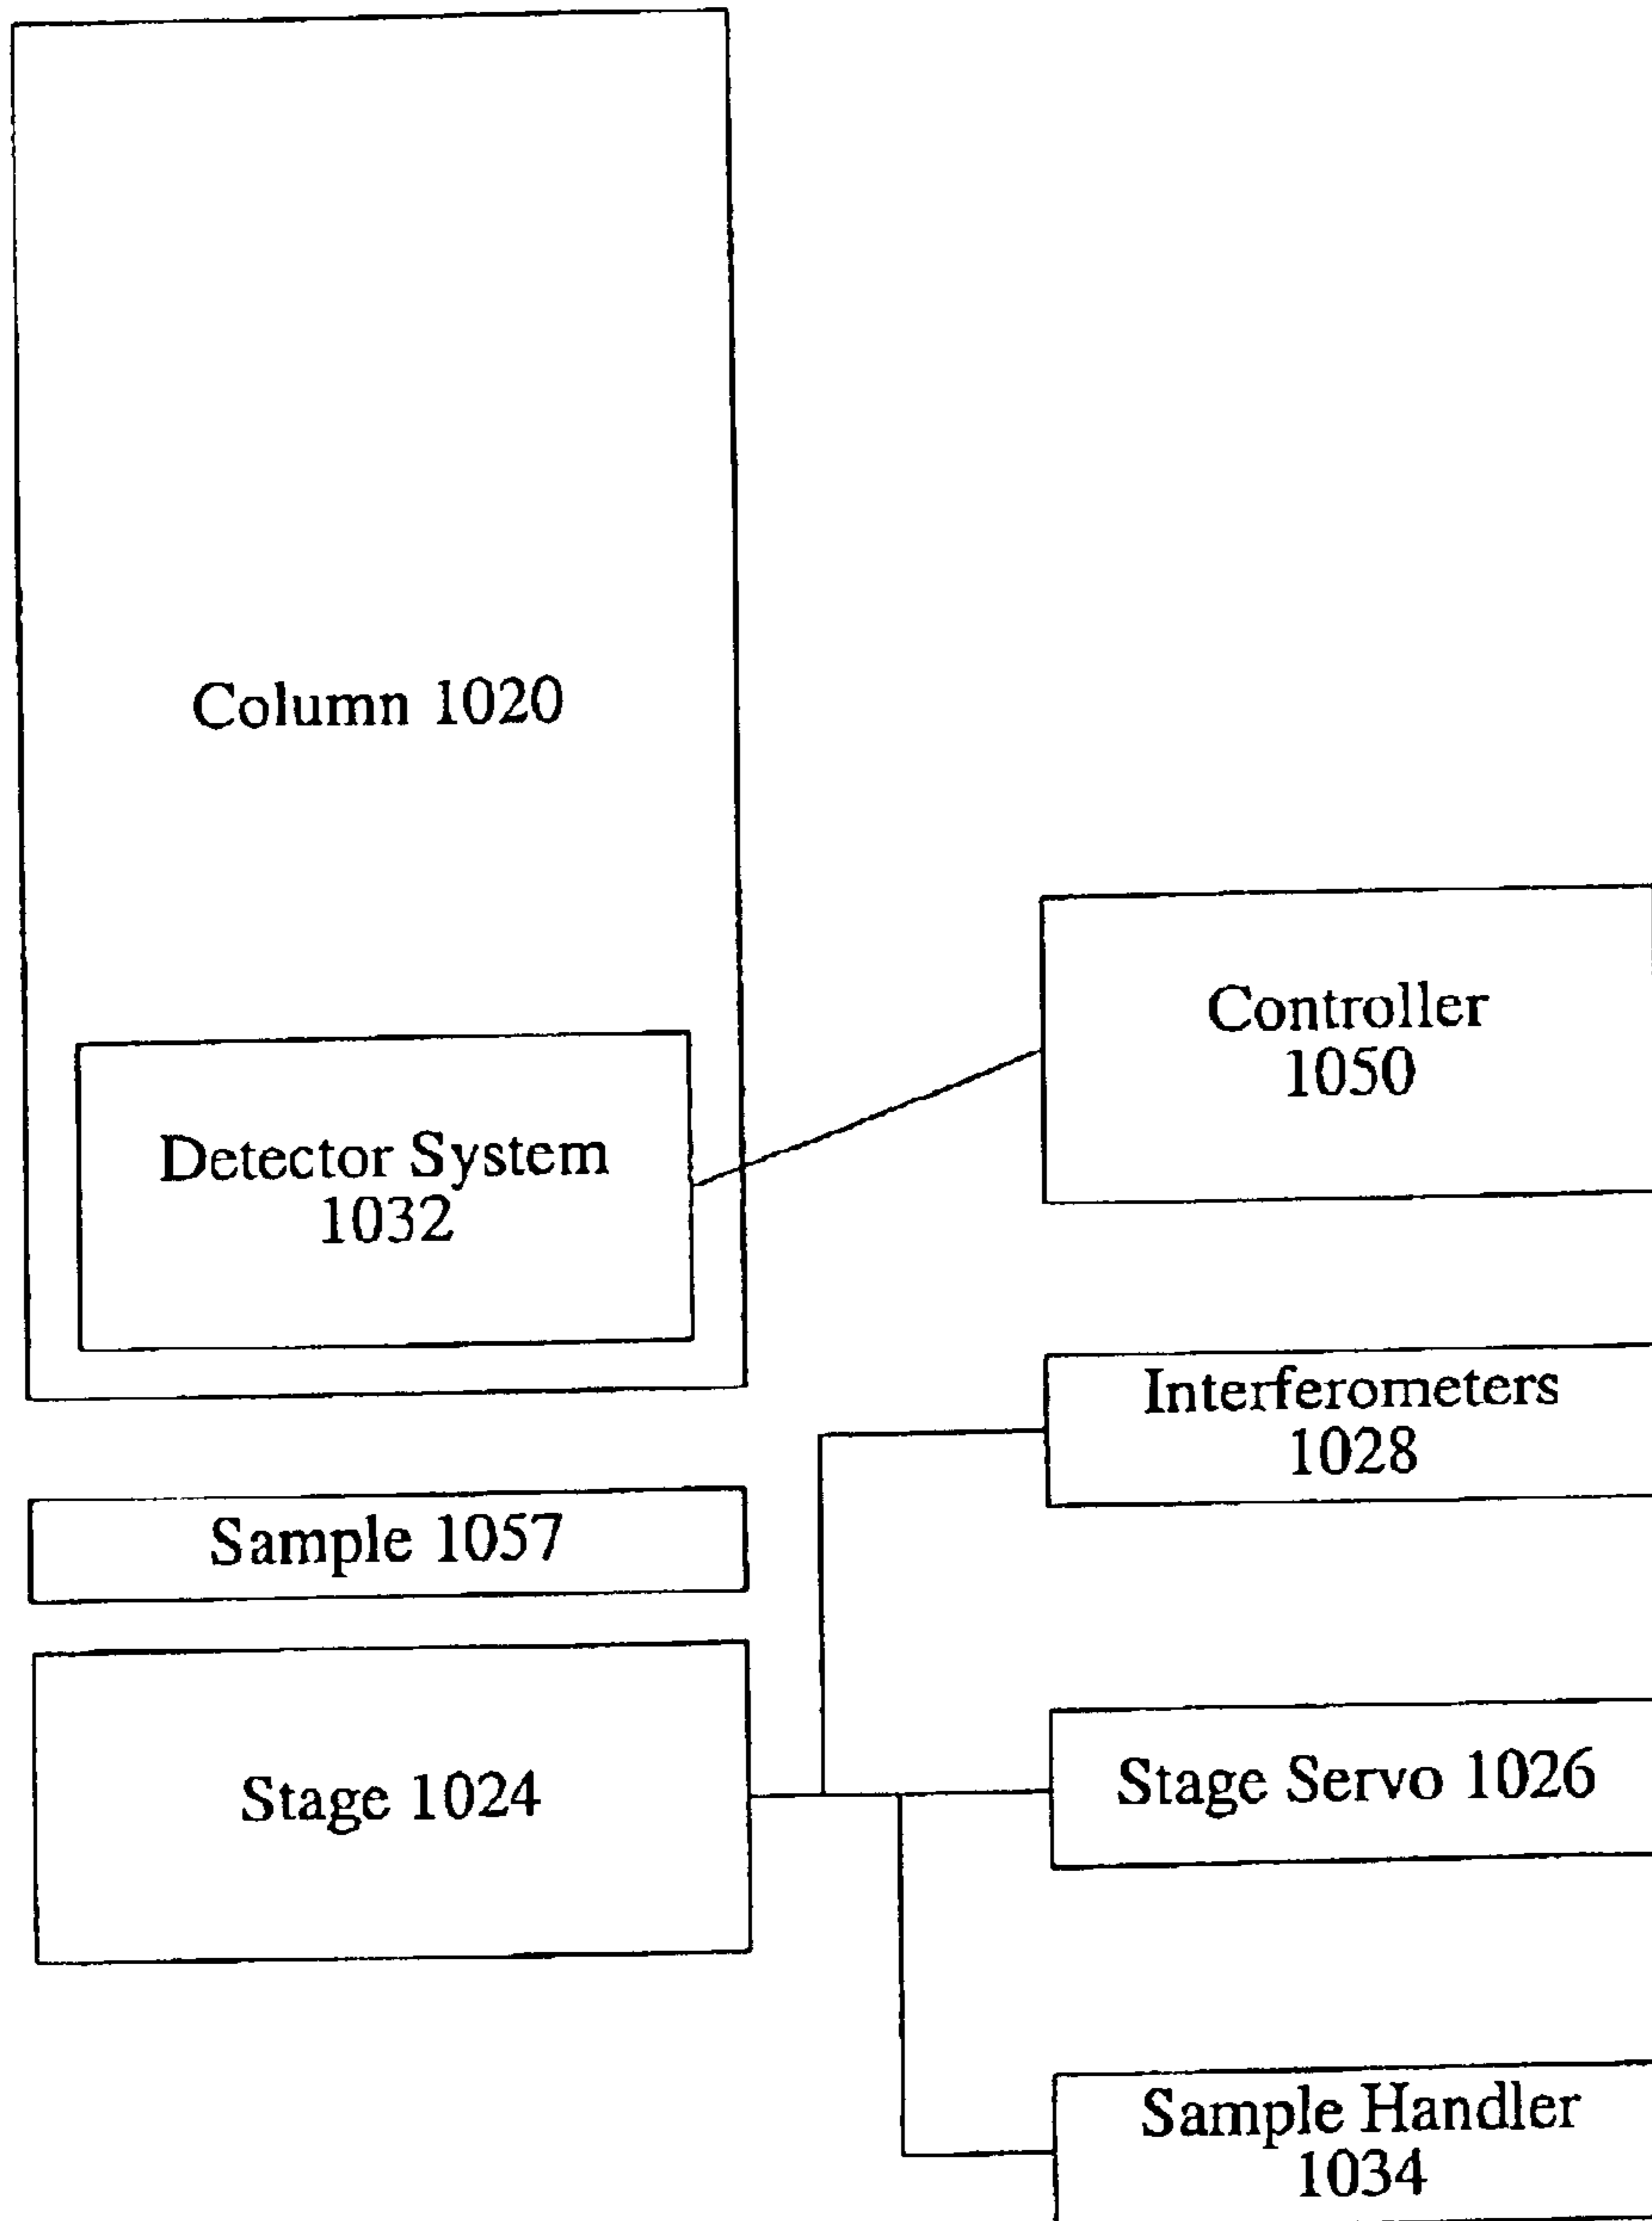 Column 1020
Controller
1050
Detector System
1032
Interferometers
1028
Sample 1057
Stage 1024
Stage Servo 1026
Sample Handler
1034